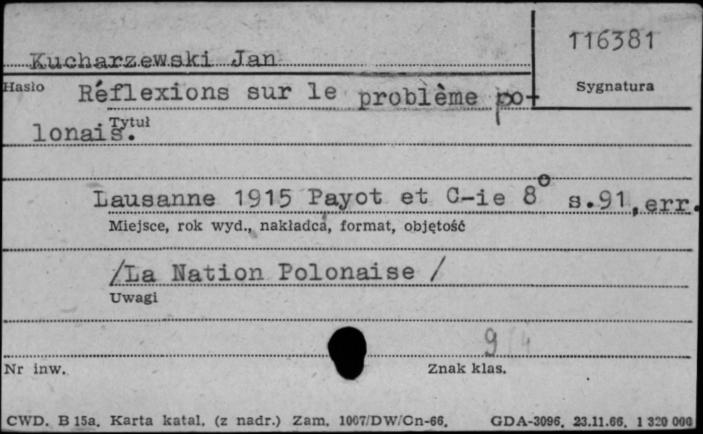 116381
Kucharzewski Jan
Hasło Réflexions sur le problème po- Sygnatura
lonais.
Tytuł
Lausanne 1915 Payot et C-ie 8° s.91, err.
Miejsce, rok wyd., nakładca, format, objętość
/La Nation Polonaise /
Uwagi
9
Nr inw. Znak klas.
CWD. B 15a. Karta katal. (z nadr.) Zam. 1007/DW/Cn-66. GDA-3096. 23.11.66. 1 320 000